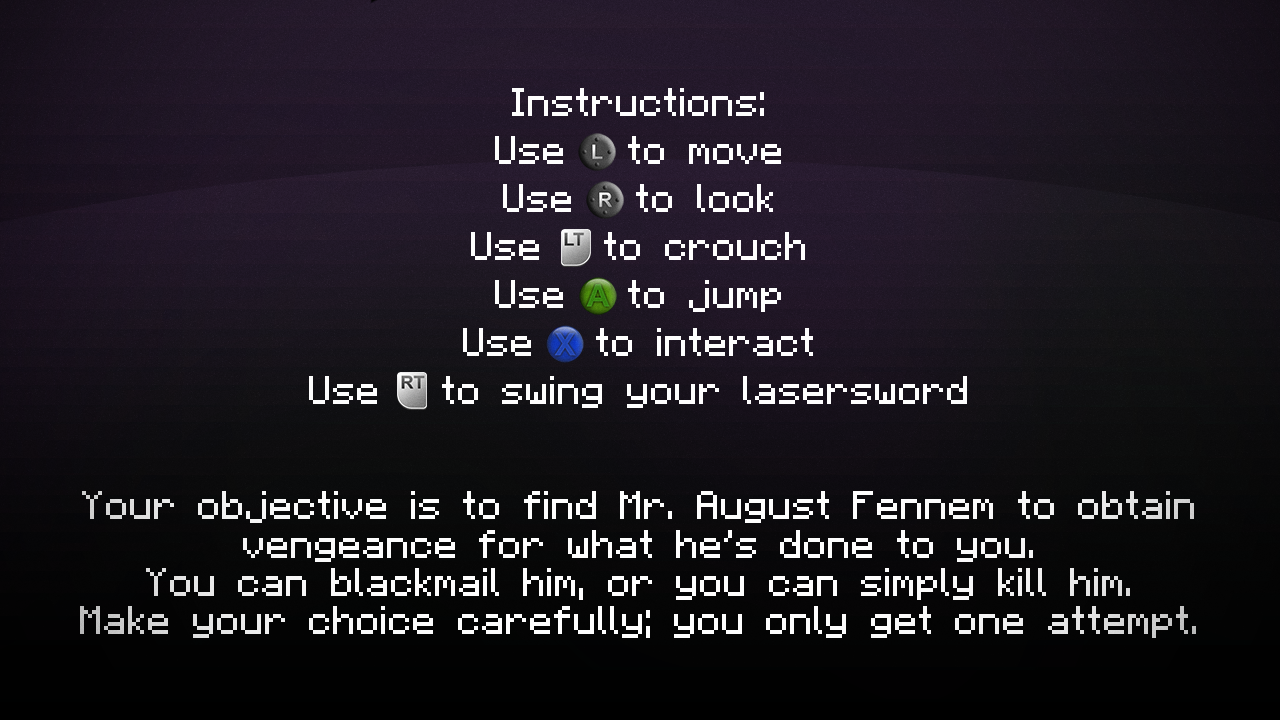 Instructions:
Use L to move
Use R to look
Use LT to crouch
Use A to jump
Use X to interact
Use RT to swing your lasersword
Your objective is to find Mr. August Fennem to obtain
vengeance for what he's done to you.
You can blackmail him, or you can simply kill him.
Make your choice carefully; you only get one attempt.